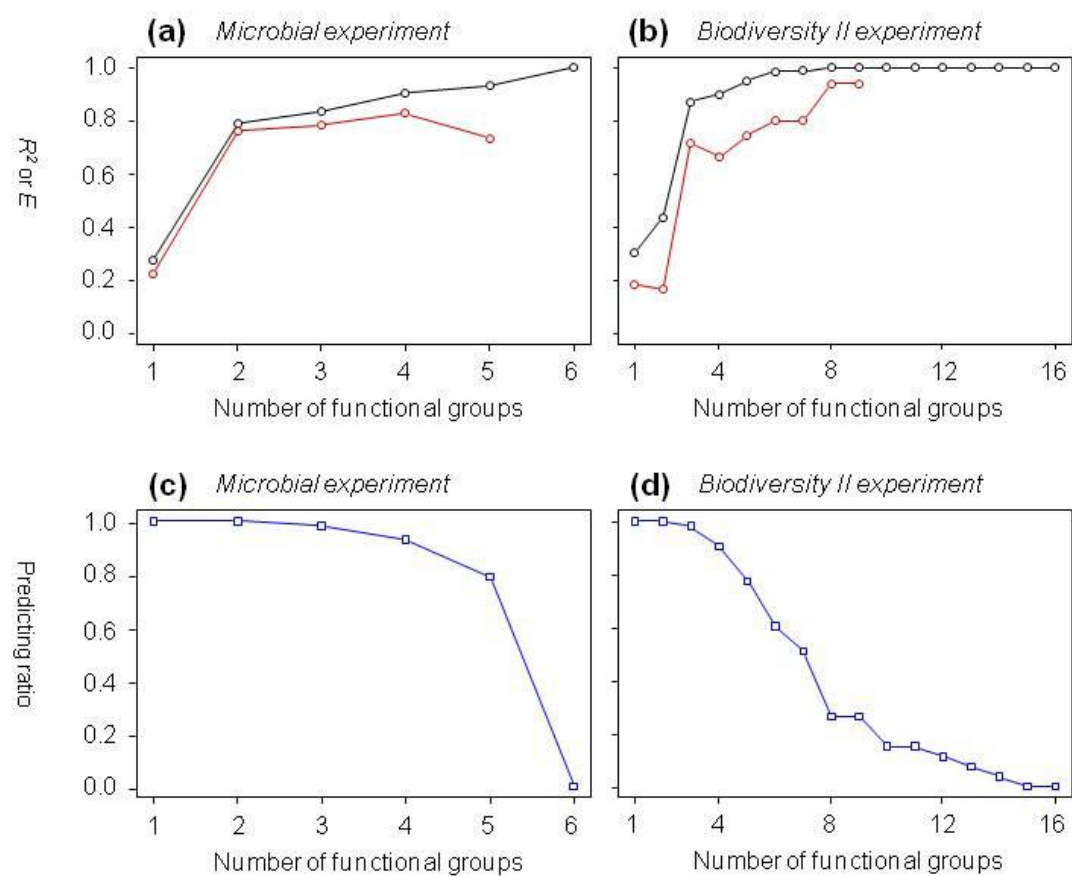 (a) Microbial experiment
(b) Biodiversity II experiment
R² or E
1.0
0.8
0.6
0.4
0.2
0.0
1 2 3 4 5 6
1 4 8 12 16
Number of functional groups
Number of functional groups
(c) Microbial experiment
(d) Biodiversity II experiment
Predicting ratio
1.0
0.8
0.6
0.4
0.2
0.0
1 2 3 4 5 6
1 4 8 12 16
Number of functional groups
Number of functional groups